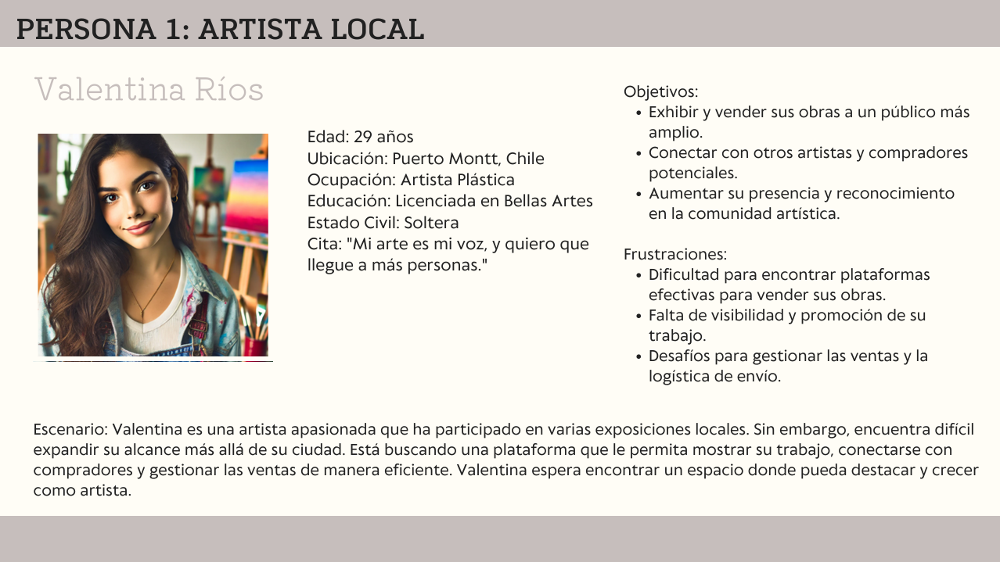 PERSONA 1: ARTISTA LOCAL
Valentina Ríos
Edad: 29 años
Ubicación: Puerto Montt, Chile
Ocupación: Artista Plástica
Educación: Licenciada en Bellas Artes
Estado Civil: Soltera
Cita: "Mi arte es mi voz, y quiero que
llegue a más personas."
Objetivos:
• Exhibir y vender sus obras a un público más
amplio.
• Conectar con otros artistas y compradores
potenciales.
• Aumentar su presencia y reconocimiento
en la comunidad artística.
Frustraciones:
• Dificultad para encontrar plataformas
efectivas para vender sus obras.
• Falta de visibilidad y promoción de su
trabajo.
• Desafíos para gestionar las ventas y la
logística de envío.
Escenario: Valentina es una artista apasionada que ha participado en varias exposiciones locales. Sin embargo, encuentra difícil
expandir su alcance más allá de su ciudad. Está buscando una plataforma que le permita mostrar su trabajo, conectarse con
compradores y gestionar las ventas de manera eficiente. Valentina espera encontrar un espacio donde pueda destacar y crecer
como artista.